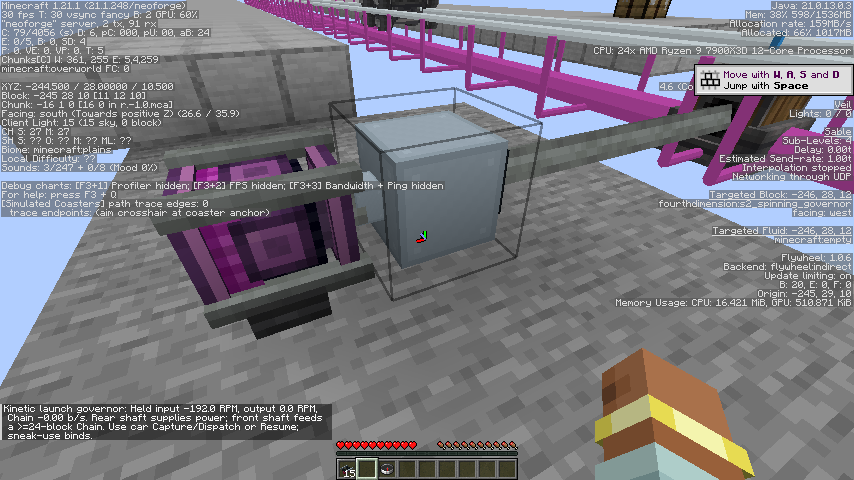 Minecraft 1.21.1 (21.1.248/neoforge)
30 fps T: 30 vsync fancy B: 2 GPU: 60%
"neoforge" server, 2 tx, 91 rx
C: 79/4056 (s) D: 6, pC: 000, pU: 00, aB: 24
E: 0/5, B: 0, SD: 4
P: 0, VE: 0, VP: 0, T: 5
Chunks[C] W: 361, 255 E: 5,4,259
minecraft:overworld FC: 0
XYZ: -244.500 / 28.00000 / 10.500
Block: -245 28 10 [11 12 10]
Chunk: -16 1 0 [16 0 in r.-1.0.mca]
Facing: south (Towards positive Z) (26.6 / 35.9)
Client Light: 15 (15 sky, 0 block)
CH S: 27 M: 27
SH S: ?? O: ?? M: ?? ML: ??
Biome: minecraft:plains
Local Difficulty: ??
Sounds: 3/247 + 0/8 (Mood 0%)
Debug charts: [F3+1] Profiler hidden; [F3+2] FPS hidden; [F3+3] Bandwidth + Ping hidden
For help: press F3 + Q
[Simulated Coasters] path trace edges: 0
trace endpoints: (aim crosshair at coaster anchor)
Java: 21.0.13.0.3
Mem: 38% 598/1536MB
Allocation rate: 159MB/s
Allocated: 66% 1017MB
CPU: 24x AMD Ryzen 9 7900X3D 12-Core Processor
Move with W, A, S and D
Jump with Space
4.6 (Co
Veil
Lights: 0 / 0
Sable
Sub-Levels: 4
Delay: 0.00t
Estimated Send-rate: 1.00t
Interpolation stopped
Networking through UDP
Targeted Block: -246, 28, 12
fourthdimension:s2_spinning_governor
facing: west
Targeted Fluid: -246, 28, 12
minecraft:empty
Flywheel: 1.0.6
Backend: flywheel:indirect
Update limiting: on
B: 20, E: 0, F: 0
Origin: -245, 29, 10
Memory Usage: CPU: 16.421 MiB, GPU: 510.871 KiB
Kinetic launch governor: Held input -192.0 RPM, output 0.0 RPM,
Chain -0.00 b/s. Rear shaft supplies power; front shaft feeds
a >=24-block Chain. Use car Capture/Dispatch or Resume;
sneak-use binds.
15